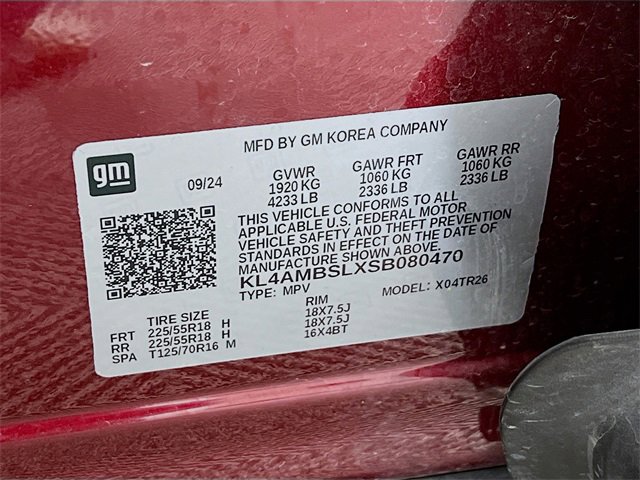 MFD BY GM KOREA COMPANY
gm
09/24
GVWR GAWR FRT GAWR RR
1920 KG 1060 KG 1060 KG
4233 LB 2336 LB 2336 LB
THIS VEHICLE CONFORMS TO ALL
APPLICABLE U.S. FEDERAL MOTOR
VEHICLE SAFETY AND THEFT PREVENTION
STANDARDS IN EFFECT ON THE DATE OF
MANUFACTURE SHOWN ABOVE.
KL4AMBSLXSB080470
TYPE: MPV MODEL: X04TR26
TIRE SIZE RIM
FRT 225/55R18 H 18X7.5J
RR 225/55R18 H 18X7.5J
SPA T125/70R16 M 16X4BT